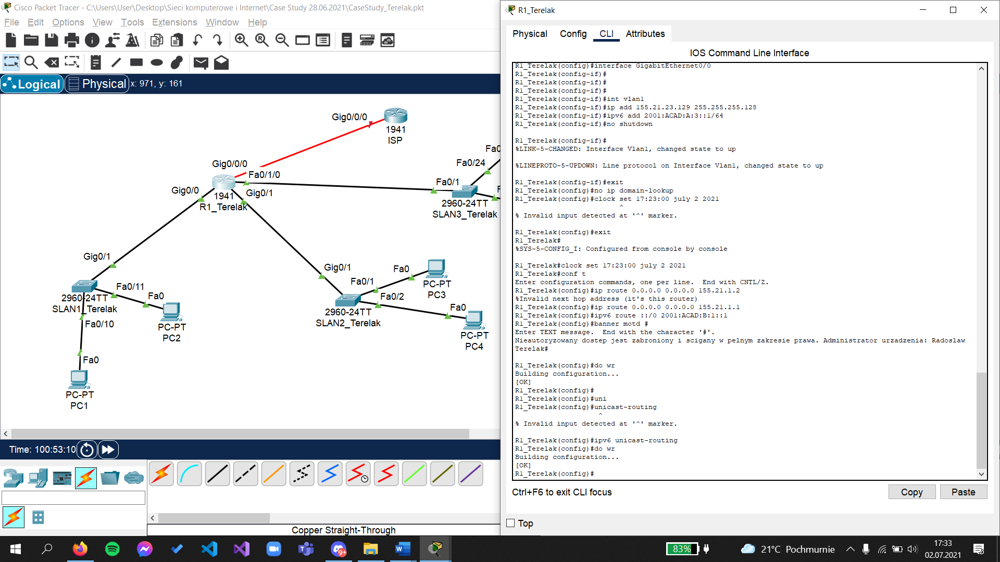 Cisco Packet Tracer - C:\Users\User\Desktop\Sieci komputerowe i Internet\Case Study 28.06.2021\CaseStudy_Terelak.pkt
File Edit Options View Tools Extensions Window Help
Logical Physical x: 971, y: 161
Gig0/0/0
1941
ISP
Gig0/0/0
Fa0/1/0
Gig0/0
Gig0/1
1941
R1_Terelak
Fa0
Fa0/24
Fa0/1
F
2960-24TT
SLAN3_Terelak
Gig0/1
Fa0/11
Fa0
2960-24TT
SLAN1_Terelak
Fa0/10
PC-PT
PC2
Fa0
PC-PT
PC1
Gig0/1
Fa0
Fa0/1
PC-PT
PC3
Fa0/2
Fa0
2960-24TT
SLAN2_Terelak
PC-PT
PC4
Time: 100:53:10
Copper Straight-Through
R1_Terelak
Physical Config CLI Attributes
IOS Command Line Interface
R1_Terelak(config)#interface GigabitEthernet0/0
R1_Terelak(config-if)#
R1_Terelak(config-if)#
R1_Terelak(config-if)#
R1_Terelak(config-if)#int vlan1
R1_Terelak(config-if)#ip add 155.21.23.129 255.255.255.128
R1_Terelak(config-if)#ipv6 add 2001:ACAD:A:3::1/64
R1_Terelak(config-if)#no shutdown
R1_Terelak(config-if)#
%LINK-5-CHANGED: Interface Vlan1, changed state to up
%LINEPROTO-5-UPDOWN: Line protocol on Interface Vlan1, changed state to up
R1_Terelak(config-if)#exit
R1_Terelak(config)#no ip domain-lookup
R1_Terelak(config)#clock set 17:23:00 july 2 2021
^
% Invalid input detected at '^' marker.
R1_Terelak(config)#exit
R1_Terelak#
%SYS-5-CONFIG_I: Configured from console by console
R1_Terelak#clock set 17:23:00 july 2 2021
R1_Terelak#conf t
Enter configuration commands, one per line. End with CNTL/Z.
R1_Terelak(config)#ip route 0.0.0.0 0.0.0.0 155.21.1.2
%Invalid next hop address (it's this router)
R1_Terelak(config)#ip route 0.0.0.0 0.0.0.0 155.21.1.1
R1_Terelak(config)#ipv6 route ::/0 2001:ACAD:B:1::1
R1_Terelak(config)#banner motd #
Enter TEXT message. End with the character '#'.
Nieautoryzowany dostep jest zabroniony i scigany w pelnym zakresie prawa. Administrator urzadzenia: Radoslaw
Terelak#
R1_Terelak(config)#do wr
Building configuration...
[OK]
R1_Terelak(config)#
R1_Terelak(config)#uni
R1_Terelak(config)#unicast-routing
^
% Invalid input detected at '^' marker.
R1_Terelak(config)#ipv6 unicast-routing
R1_Terelak(config)#do wr
Building configuration...
[OK]
R1_Terelak(config)#
Ctrl+F6 to exit CLI focus
Copy Paste
Top
9+
83%
21°C Pochmurnie
17:33
02.07.2021